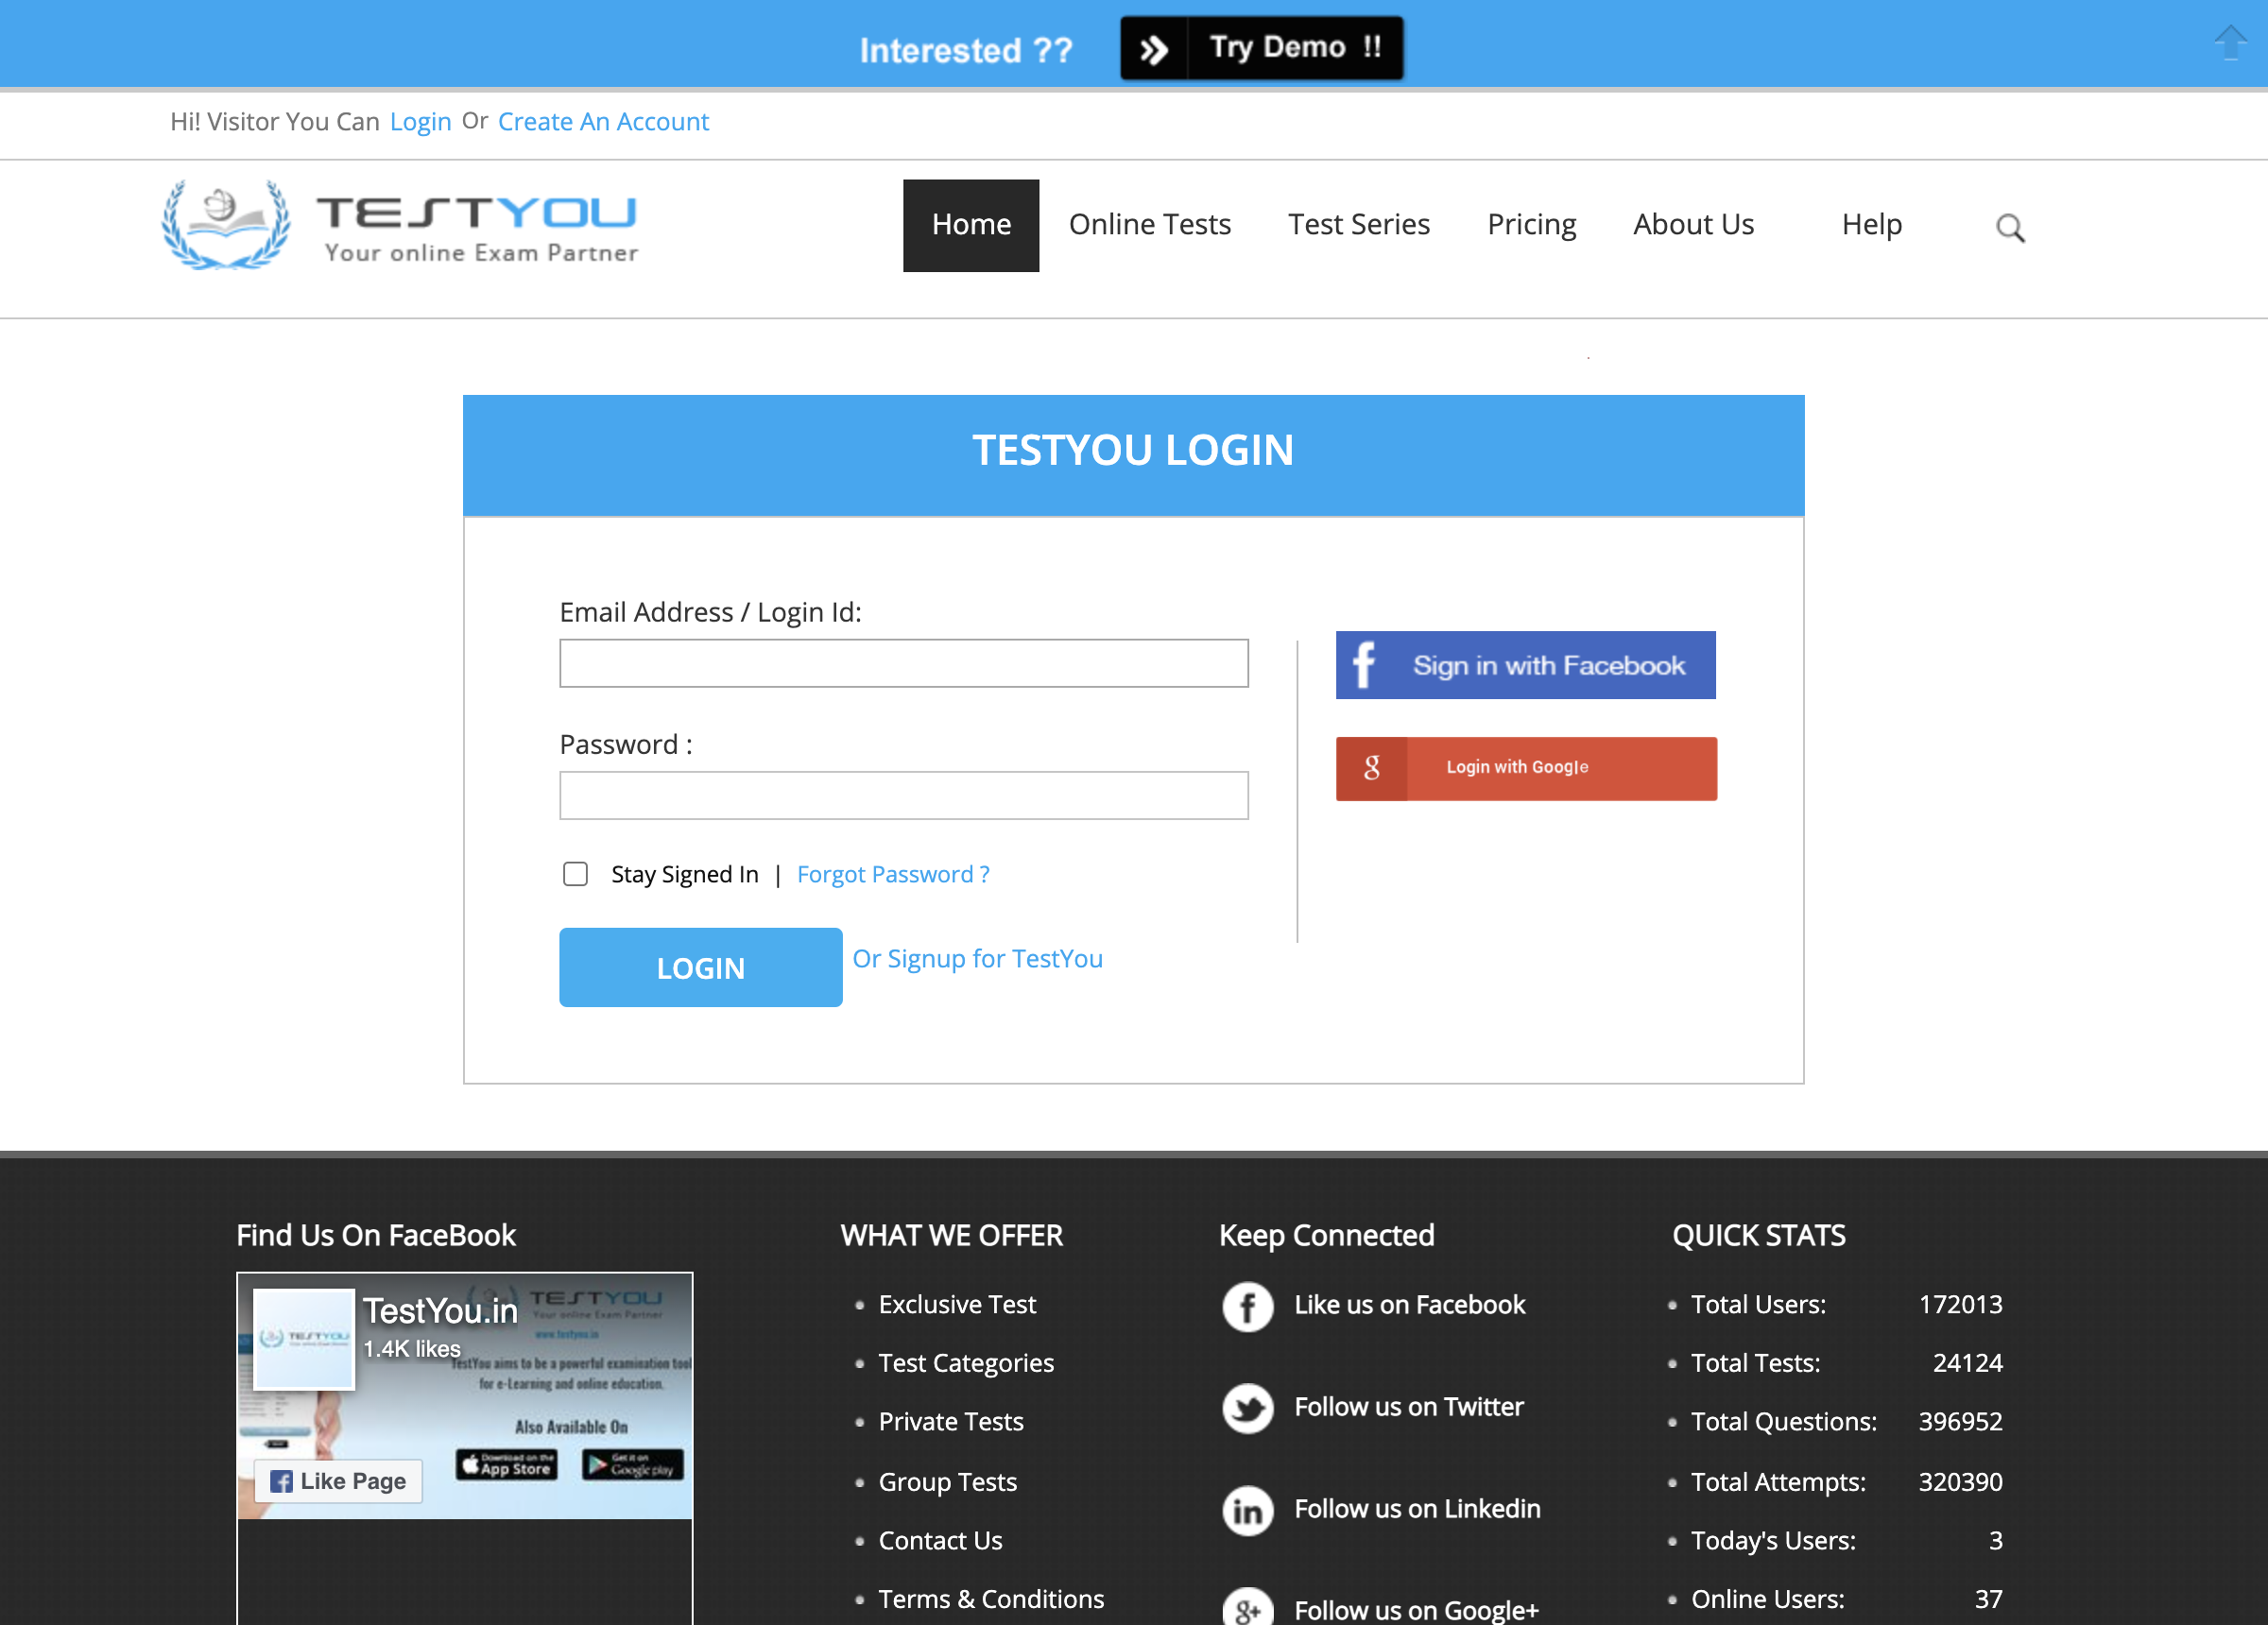 Interested ??
Try Demo !!
Hi! Visitor You Can Login Or Create An Account
TESTYOU
Your online Exam Partner
Home
Online Tests
Test Series
Pricing
About Us
Help
TESTYOU LOGIN
Email Address / Login Id:
Sign in with Facebook
Password :
Login with Google
Stay Signed In | Forgot Password ?
LOGIN
Or Signup for TestYou
Find Us On FaceBook
TestYou.in
1.4K likes
TESTYOU
Your online Exam Partner
www.testyou.in
TestYou aims to be a powerful examination tool
for e-Learning and online education.
Also Available On
Download on the
App Store
Get it on
Google play
Like Page
WHAT WE OFFER
Exclusive Test
Test Categories
Private Tests
Group Tests
Contact Us
Terms & Conditions
Keep Connected
Like us on Facebook
Follow us on Twitter
Follow us on Linkedin
Follow us on Google+
QUICK STATS
Total Users: 172013
Total Tests: 24124
Total Questions: 396952
Total Attempts: 320390
Today's Users: 3
Online Users: 37